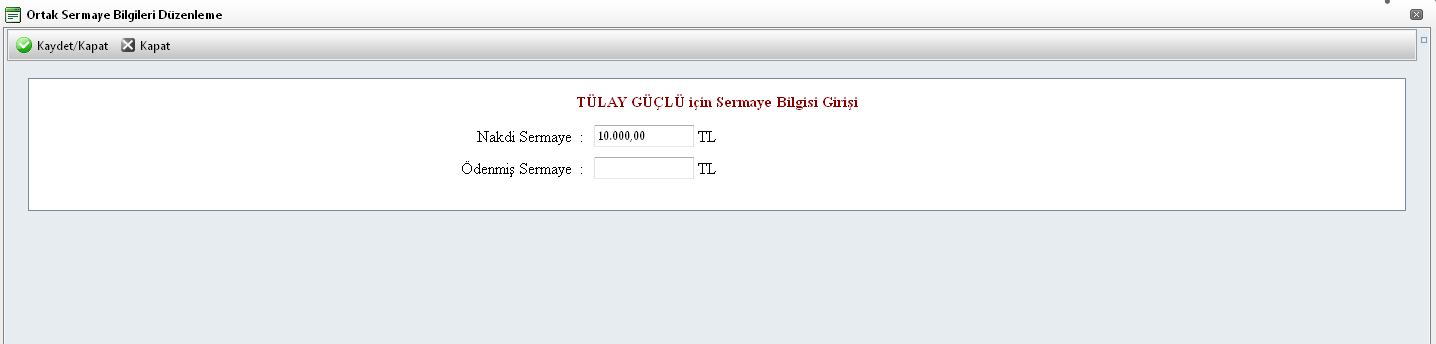 Ortak Sermaye Bilgileri Düzenleme
Kaydet/Kapat Kapat
TÜLAY GÜÇLÜ için Sermaye Bilgisi Girişi
Nakdi Sermaye : 10.000,00 TL
Ödenmiş Sermaye : TL